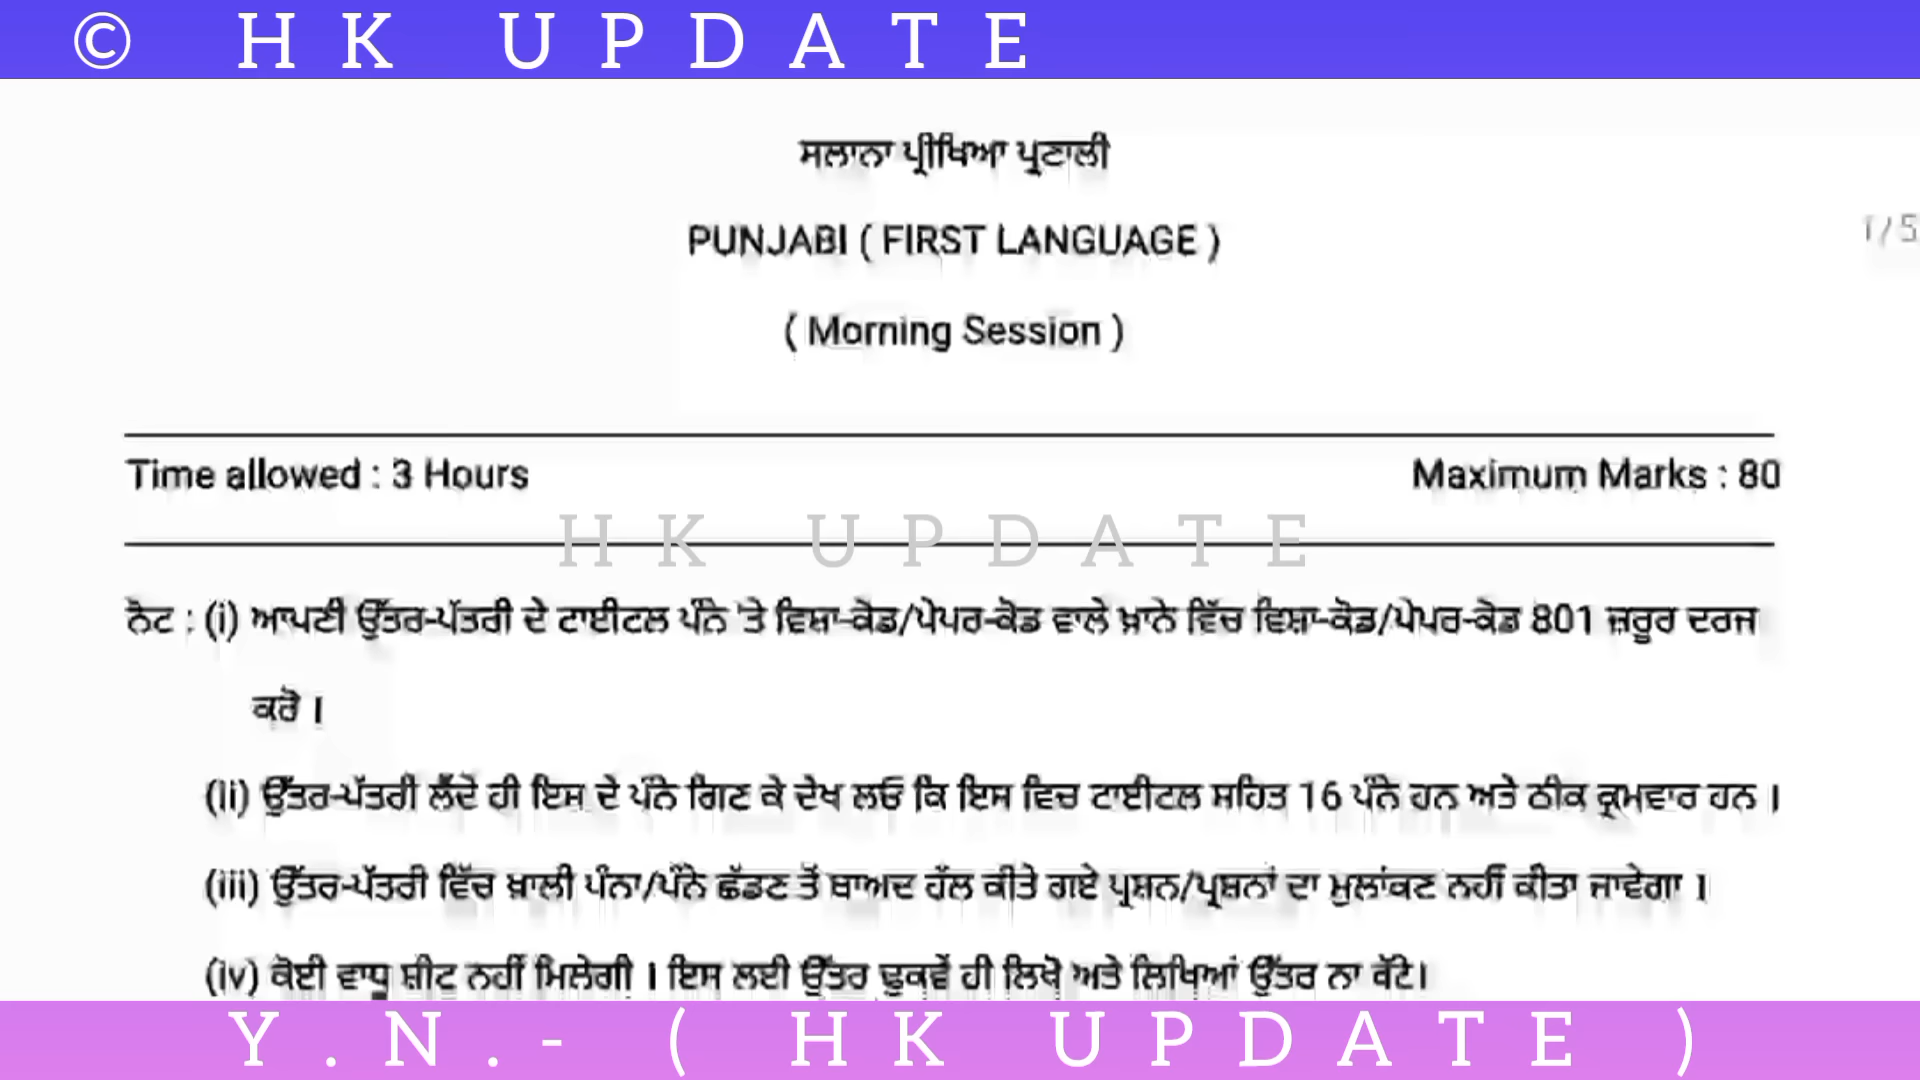 © HK UPDATE
ਸਲਾਨਾ ਪ੍ਰੀਖਿਆ ਪ੍ਰਣਾਲੀ
PUNJABI ( FIRST LANGUAGE )
1/5
( Morning Session )
Time allowed : 3 Hours Maximum Marks : 80
HK UPDATE
ਨੋਟ : (i) ਆਪਣੀ ਉੱਤਰ-ਪੱਤਰੀ ਦੇ ਟਾਈਟਲ ਪੰਨੇ 'ਤੇ ਵਿਸ਼ਾ-ਕੋਡ/ਪੇਪਰ-ਕੋਡ ਵਾਲੇ ਖ਼ਾਨੇ ਵਿੱਚ ਵਿਸ਼ਾ-ਕੋਡ/ਪੇਪਰ-ਕੋਡ 801 ਜ਼ਰੂਰ ਦਰਜ
ਕਰੋ ।
(ii) ਉੱਤਰ-ਪੱਤਰੀ ਲੈਂਦੇ ਹੀ ਇਸ ਦੇ ਪੰਨੇ ਗਿਣ ਕੇ ਦੇਖ ਲਓ ਕਿ ਇਸ ਵਿਚ ਟਾਈਟਲ ਸਹਿਤ 16 ਪੰਨੇ ਹਨ ਅਤੇ ਠੀਕ ਕ੍ਰਮਵਾਰ ਹਨ ।
(iii) ਉੱਤਰ-ਪੱਤਰੀ ਵਿੱਚ ਖ਼ਾਲੀ ਪੰਨਾ/ਪੰਨੇ ਛੱਡਣ ਤੋਂ ਬਾਅਦ ਹੱਲ ਕੀਤੇ ਗਏ ਪ੍ਰਸ਼ਨ/ਪ੍ਰਸ਼ਨਾਂ ਦਾ ਮੁਲਾਂਕਣ ਨਹੀਂ ਕੀਤਾ ਜਾਵੇਗਾ ।
(iv) ਕੋਈ ਵਾਧੂ ਸ਼ੀਟ ਨਹੀਂ ਮਿਲੇਗੀ । ਇਸ ਲਈ ਉੱਤਰ ਢੁਕਵੇਂ ਹੀ ਲਿਖੋ ਅਤੇ ਲਿਖਿਆਂ ਉੱਤਰ ਨਾ ਕੱਟੋ।
Y.N.- ( HK UPDATE )